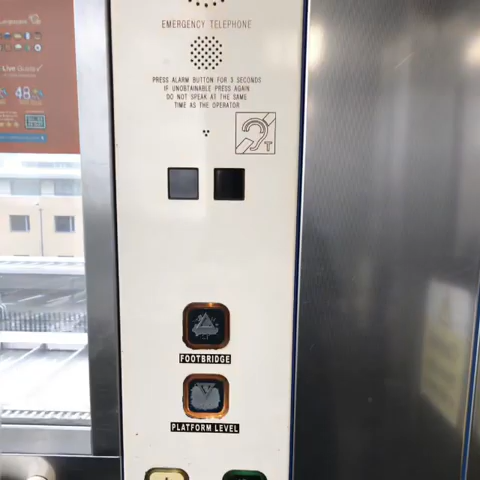 EMERGENCY TELEPHONE
PRESS ALARM BUTTON FOR 3 SECONDS
IF UNOBTAINABLE PRESS AGAIN
DO NOT SPEAK AT THE SAME
TIME AS THE OPERATOR
T
FOOTBRIDGE
PLATFORM LEVEL
48